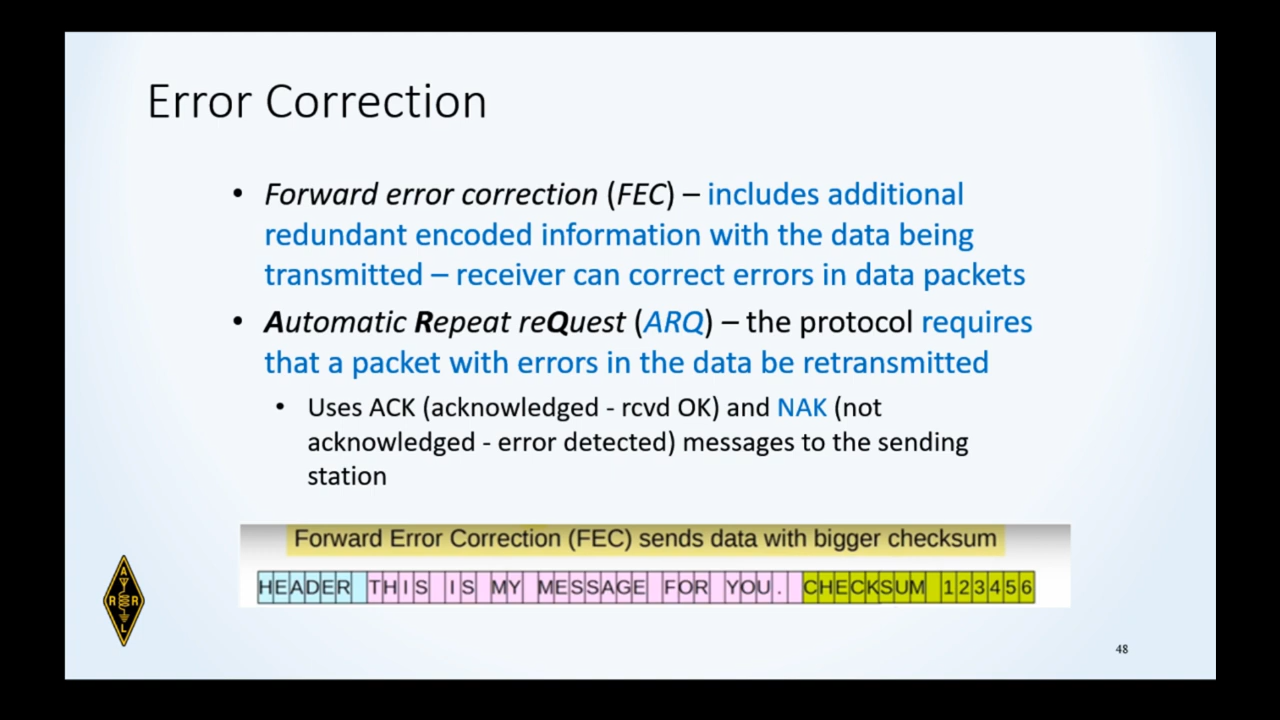 Error Correction
• Forward error correction (FEC) – includes additional
redundant encoded information with the data being
transmitted – receiver can correct errors in data packets
• Automatic Repeat reQuest (ARQ) – the protocol requires
that a packet with errors in the data be retransmitted
• Uses ACK (acknowledged - rcvd OK) and NAK (not
acknowledged - error detected) messages to the sending
station
Forward Error Correction (FEC) sends data with bigger checksum
HEADER THIS IS MY MESSAGE FOR YOU. CHECKSUM 123456
A
R R
L
48